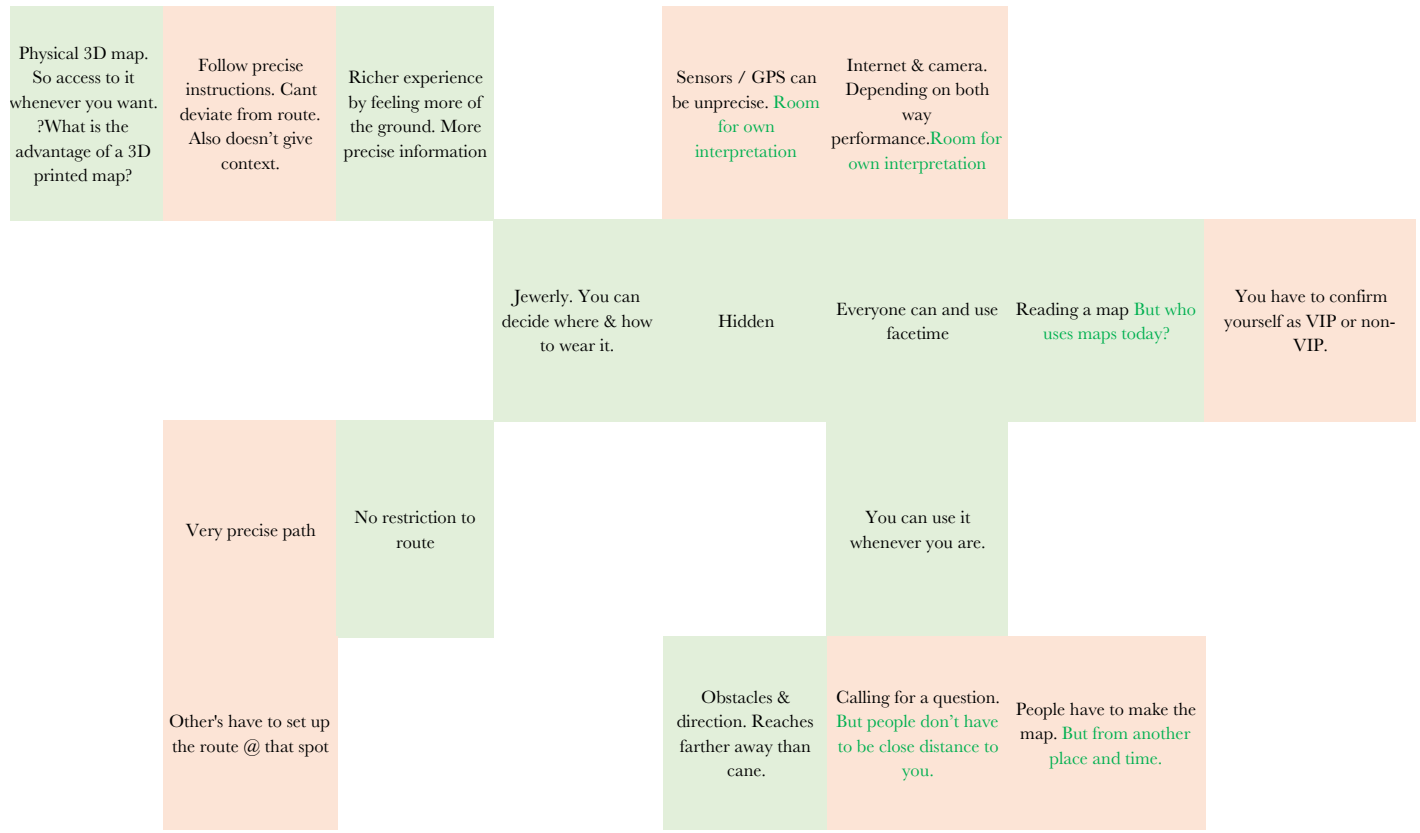 Physical 3D map.
So access to it
whenever you want.
?What is the
advantage of a 3D
printed map?
Follow precise
instructions. Cant
deviate from route.
Also doesn’t give
context.
Richer experience
by feeling more of
the ground. More
precise information
Sensors / GPS can
be unprecise. Room
for own
interpretation
Internet & camera.
Depending on both
way
performance.Room for
own interpretation
Jewerly. You can
decide where & how
to wear it.
Hidden
Everyone can and use
facetime
Reading a map But who
uses maps today?
You have to confirm
yourself as VIP or non-
VIP.
Very precise path
No restriction to
route
You can use it
whenever you are.
Other's have to set up
the route @ that spot
Obstacles &
direction. Reaches
farther away than
cane.
Calling for a question.
But people don’t have
to be close distance to
you.
People have to make the
map. But from another
place and time.